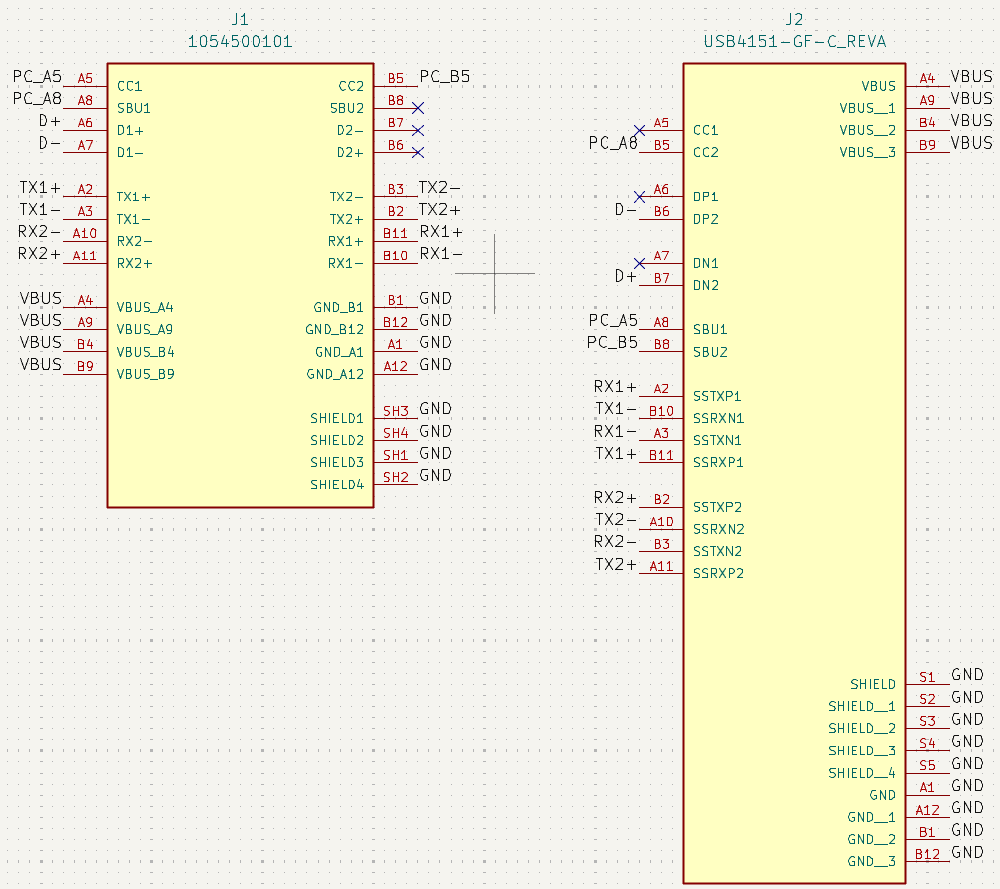 J1
1054500101
PC_A5 A5 CC1 CC2 B5 PC_B5
PC_A8 A8 SBU1 SBU2 B8
D+ A6 D1+ D2- B7
D- A7 D1- D2+ B6
TX1+ A2 TX1+ TX2- B3 TX2-
TX1- A3 TX1- TX2+ B2 TX2+
RX2- A10 RX2- RX1+ B11 RX1+
RX2+ A11 RX2+ RX1- B10 RX1-
VBUS A4 VBUS_A4 GND_B1 B1 GND
VBUS A9 VBUS_A9 GND_B12 B12 GND
VBUS B4 VBUS_B4 GND_A1 A1 GND
VBUS B9 VBUS_B9 GND_A12 A12 GND
SHIELD1 SH3 GND
SHIELD2 SH4 GND
SHIELD3 SH1 GND
SHIELD4 SH2 GND
J2
USB4151-GF-C_REVA
VBUS A4 VBUS
VBUS__1 A9 VBUS
A5 CC1 VBUS__2 B4 VBUS
PC_A8 B5 CC2 VBUS__3 B9 VBUS
A6 DP1
D- B6 DP2
A7 DN1
D+ B7 DN2
PC_A5 A8 SBU1
PC_B5 B8 SBU2
RX1+ A2 SSTXP1
TX1- B10 SSRXN1
RX1- A3 SSTXN1
TX1+ B11 SSRXP1
RX2+ B2 SSTXP2
TX2- A10 SSRXN2
RX2- B3 SSTXN2
TX2+ A11 SSRXP2
SHIELD S1 GND
SHIELD__1 S2 GND
SHIELD__2 S3 GND
SHIELD__3 S4 GND
SHIELD__4 S5 GND
GND A1 GND
GND__1 A12 GND
GND__2 B1 GND
GND__3 B12 GND